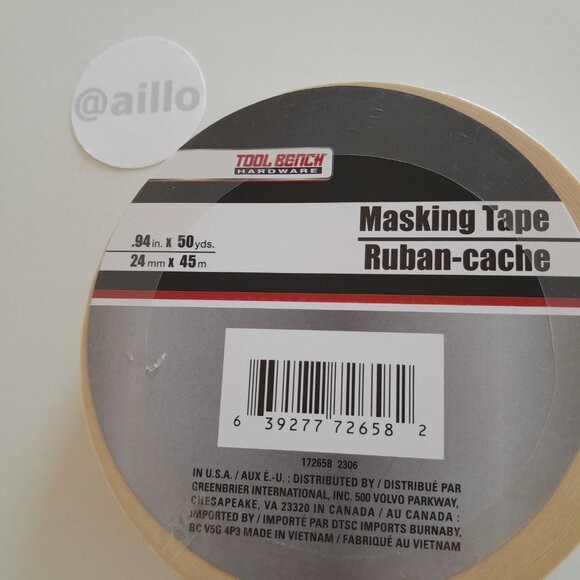 @aillo
TOOL BENCH
HARDWARE
.94 in. x 50 yds.
24 mm x 45 m
Masking Tape
Ruban-cache
6 39277 72658 2
172658 2306
IN U.S.A. / AUX É.-U. : DISTRIBUTED BY / DISTRIBUÉ PAR
GREENBRIER INTERNATIONAL, INC. 500 VOLVO PARKWAY,
CHESAPEAKE, VA 23320 IN CANADA / AU CANADA :
IMPORTED BY / IMPORTÉ PAR DTSC IMPORTS BURNABY,
BC V5G 4P3 MADE IN VIETNAM / FABRIQUÉ AU VIETNAM